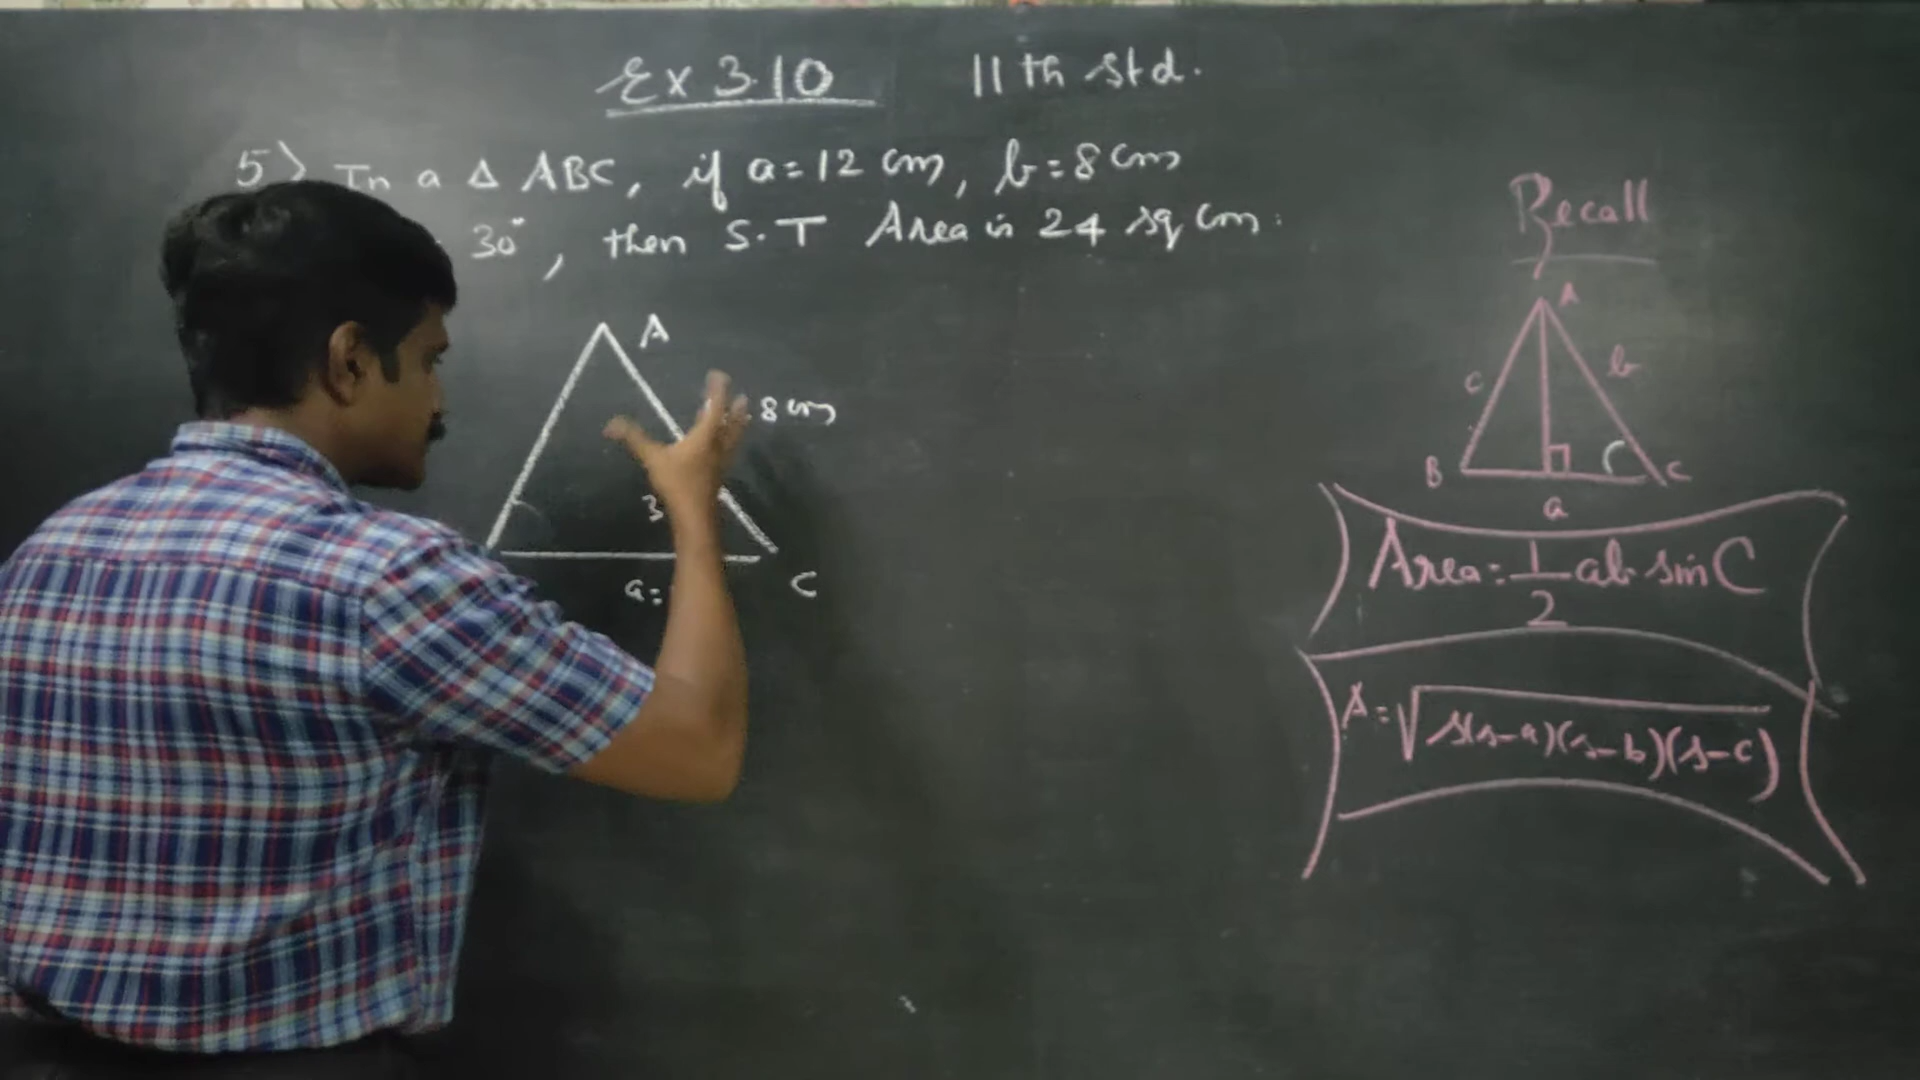 Ex 3.10 11th std.
5) In a Δ ABC, if a=12 cm, b=8 cm
30°, then S.T Area is 24 sq cm.
A
8 cm
3
a=
C
Recall
A
c
b
B
C
C
a
Area=1/2 ab sin C
A=√s(s-a)(s-b)(s-c)